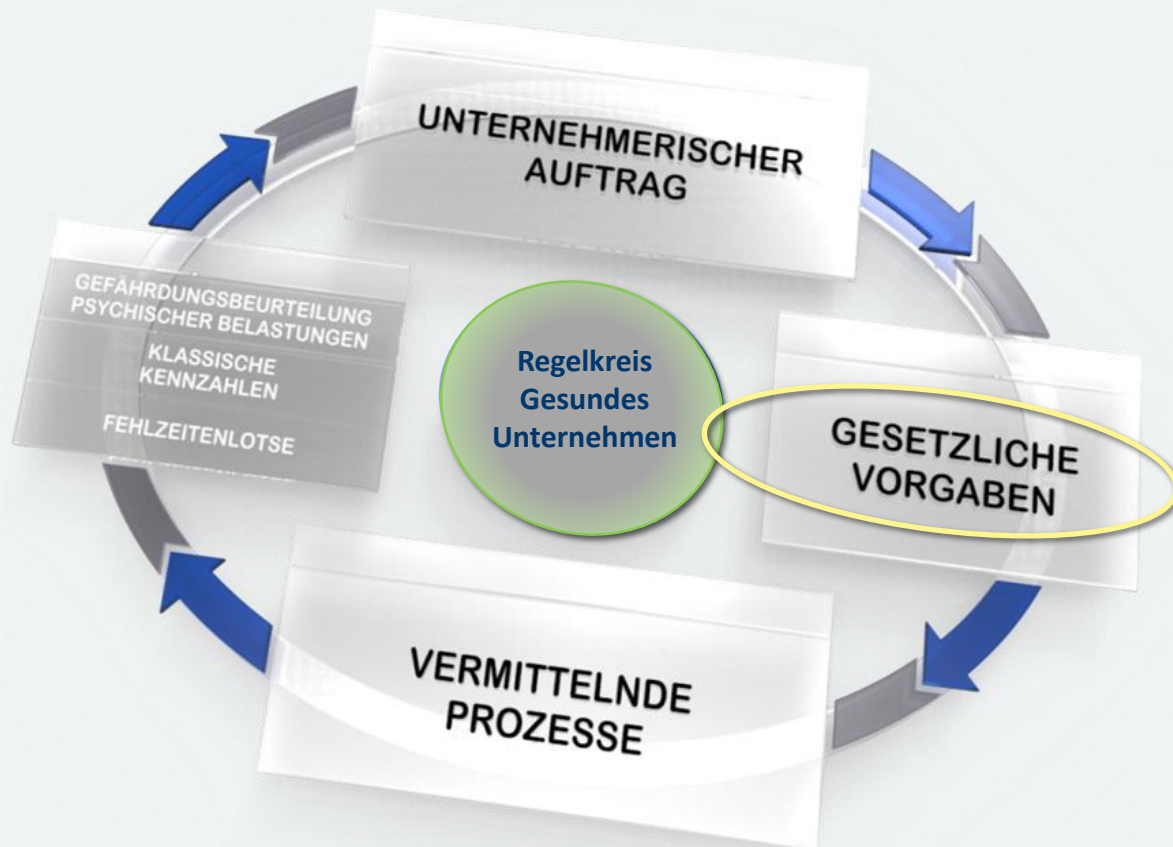 UNTERNEHMERISCHER
AUFTRAG
GEFÄHRDUNGSBEURTEILUNG
PSYCHISCHER BELASTUNGEN
KLASSISCHE
KENNZAHLEN
FEHLZEITENLOTSE
Regelkreis
Gesundes
Unternehmen
GESETZLICHE
VORGABEN
VERMITTELNDE
PROZESSE